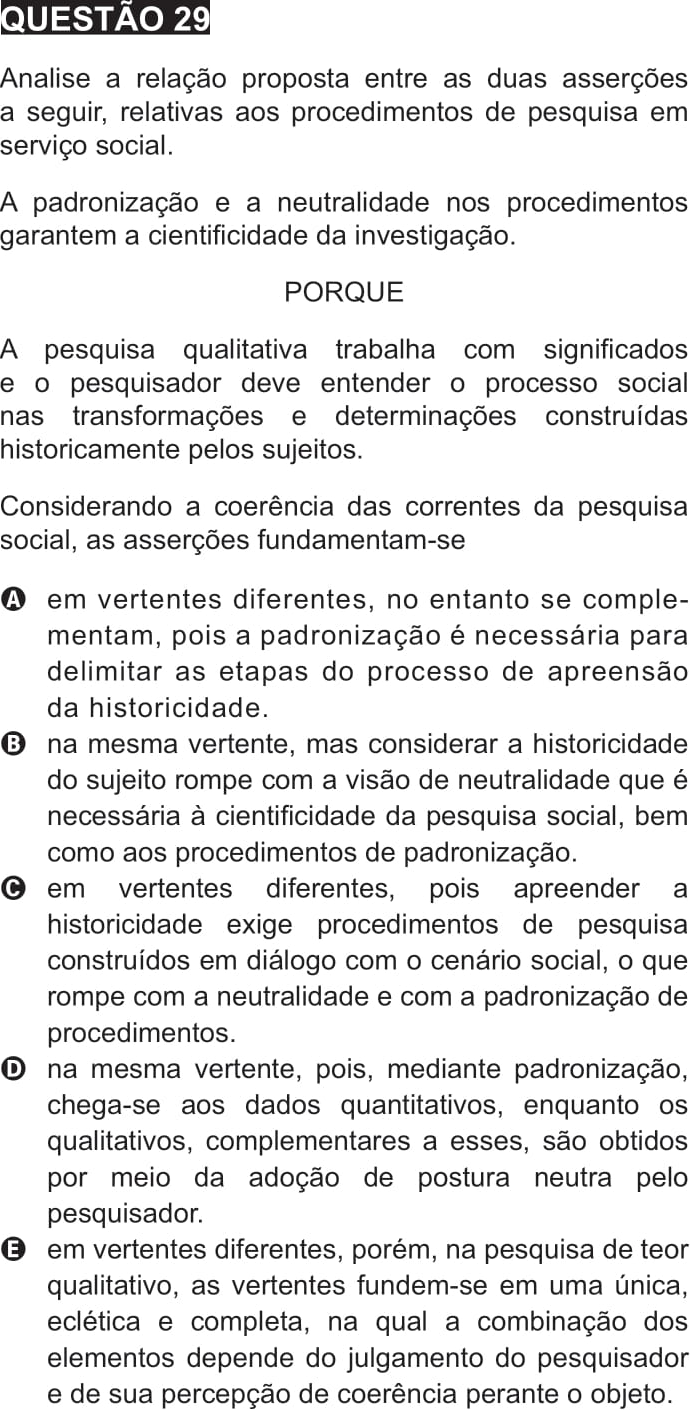 QUESTÃO 29
Analise a relação proposta entre as duas asserções
a seguir, relativas aos procedimentos de pesquisa em
serviço social.
A padronização e a neutralidade nos procedimentos
garantem a cientificidade da investigação.
PORQUE
A pesquisa qualitativa trabalha com significados
e o pesquisador deve entender o processo social
nas transformações e determinações construídas
historicamente pelos sujeitos.
Considerando a coerência das correntes da pesquisa
social, as asserções fundamentam-se
A em vertentes diferentes, no entanto se comple-
mentam, pois a padronização é necessária para
delimitar as etapas do processo de apreensão
da historicidade.
B na mesma vertente, mas considerar a historicidade
do sujeito rompe com a visão de neutralidade que é
necessária à cientificidade da pesquisa social, bem
como aos procedimentos de padronização.
C em vertentes diferentes, pois apreender a
historicidade exige procedimentos de pesquisa
construídos em diálogo com o cenário social, o que
rompe com a neutralidade e com a padronização de
procedimentos.
D na mesma vertente, pois, mediante padronização,
chega-se aos dados quantitativos, enquanto os
qualitativos, complementares a esses, são obtidos
por meio da adoção de postura neutra pelo
pesquisador.
E em vertentes diferentes, porém, na pesquisa de teor
qualitativo, as vertentes fundem-se em uma única,
eclética e completa, na qual a combinação dos
elementos depende do julgamento do pesquisador
e de sua percepção de coerência perante o objeto.